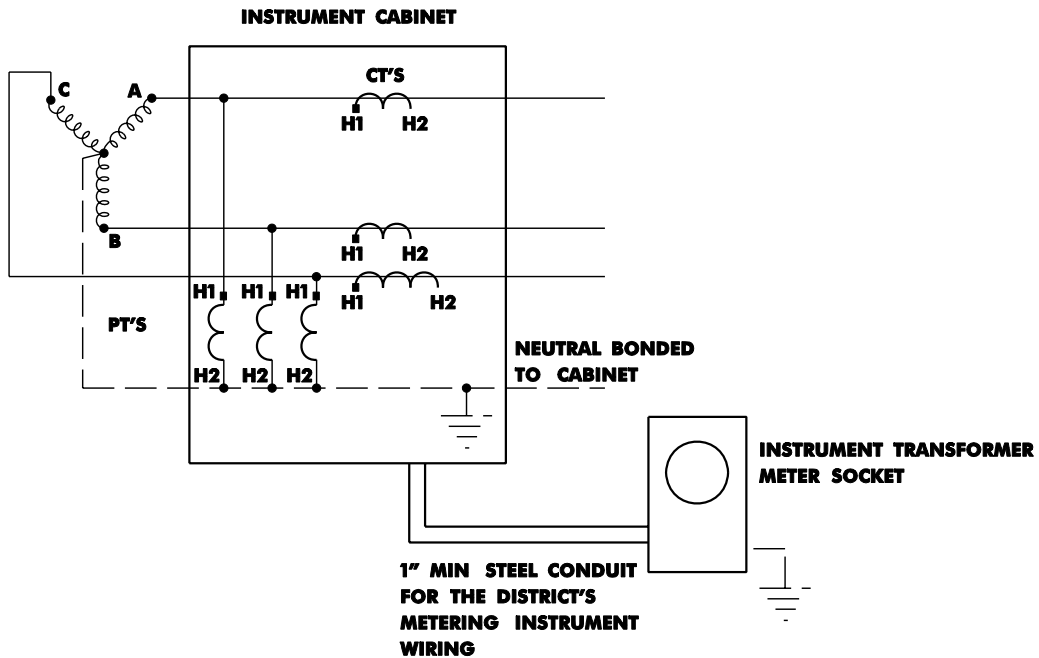 INSTRUMENT CABINET
CT'S
C
A
H1
H2
B
H1
H2
H1
H1
H1
H1
H2
PT'S
NEUTRAL BONDED
TO CABINET
H2
H2
H2
INSTRUMENT TRANSFORMER
METER SOCKET
1" MIN STEEL CONDUIT
FOR THE DISTRICT'S
METERING INSTRUMENT
WIRING